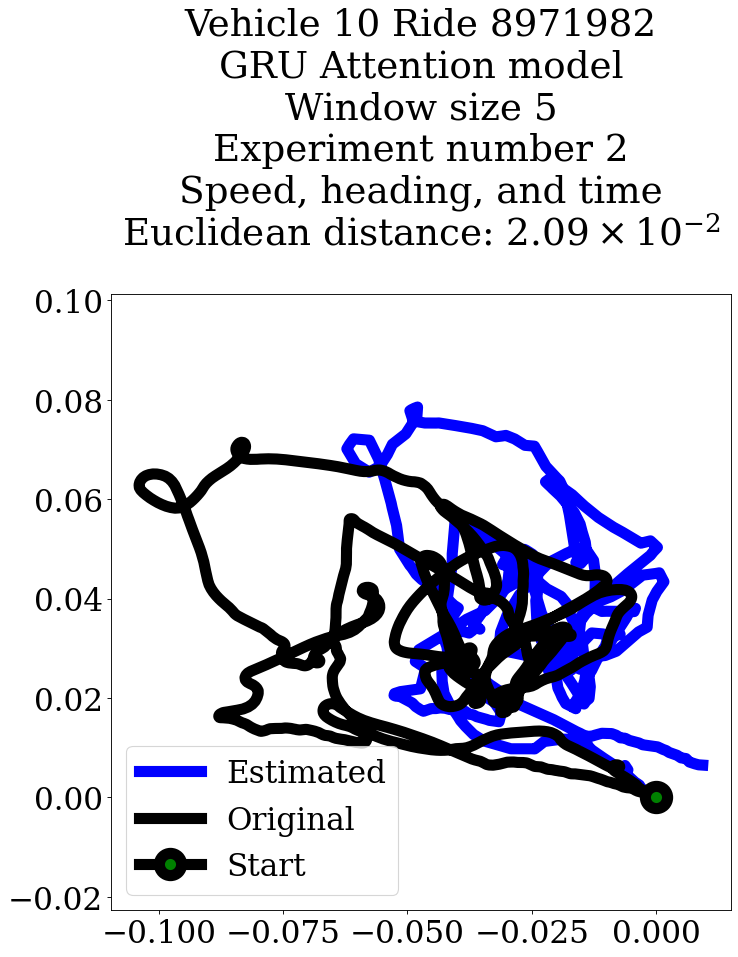 Vehicle 10 Ride 8971982
GRU Attention model
Window size 5
Experiment number 2
Speed, heading, and time
Euclidean distance: 2.09 × 10⁻²
0.10
0.08
0.06
0.04
0.02
0.00
−0.02
Estimated
Original
Start
−0.100 −0.075 −0.050 −0.025 0.000